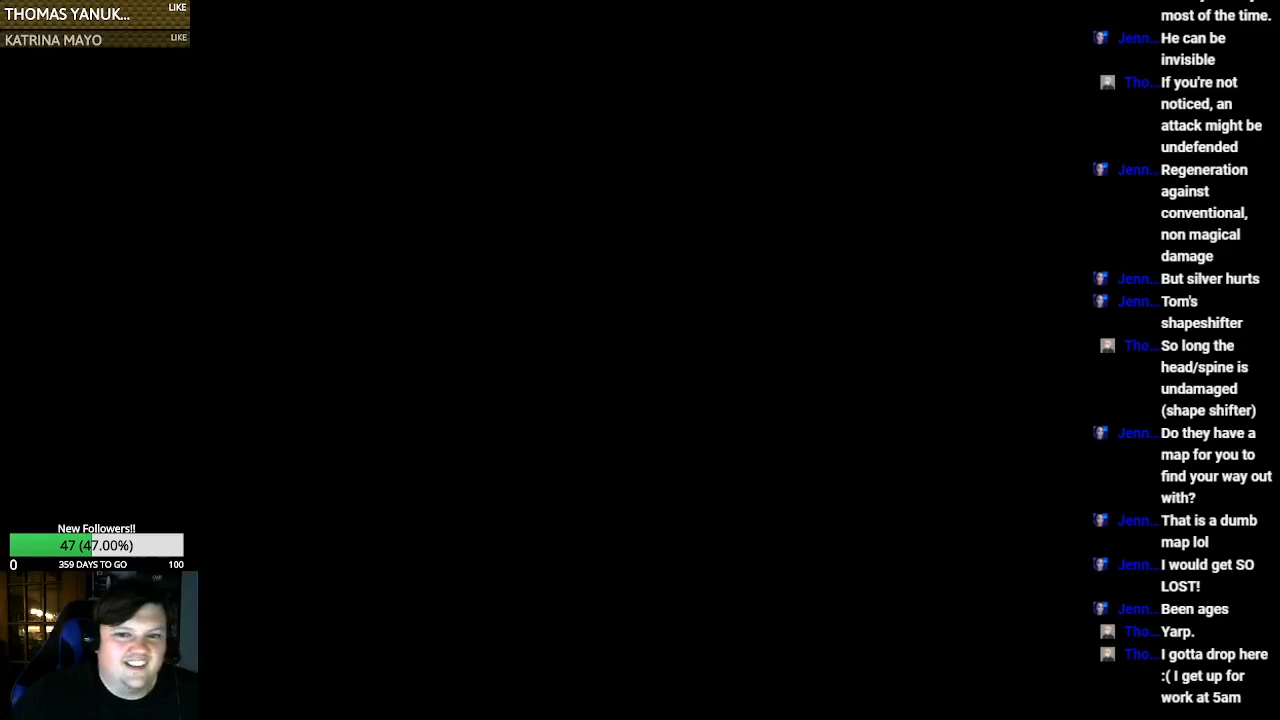 THOMAS YANUK... LIKE
KATRINA MAYO LIKE
most of the time.
Jenn... He can be
invisible
Tho... If you're not
noticed, an
attack might be
undefended
Jenn... Regeneration
against
conventional,
non magical
damage
Jenn... But silver hurts
Jenn... Tom's
shapeshifter
Tho... So long the
head/spine is
undamaged
(shape shifter)
Jenn... Do they have a
map for you to
find your way out
with?
Jenn... That is a dumb
map lol
Jenn... I would get SO
LOST!
Jenn... Been ages
Tho... Yarp.
Tho... I gotta drop here
:( I get up for
work at 5am
New Followers!!
47 (47.00%)
0 359 DAYS TO GO 100